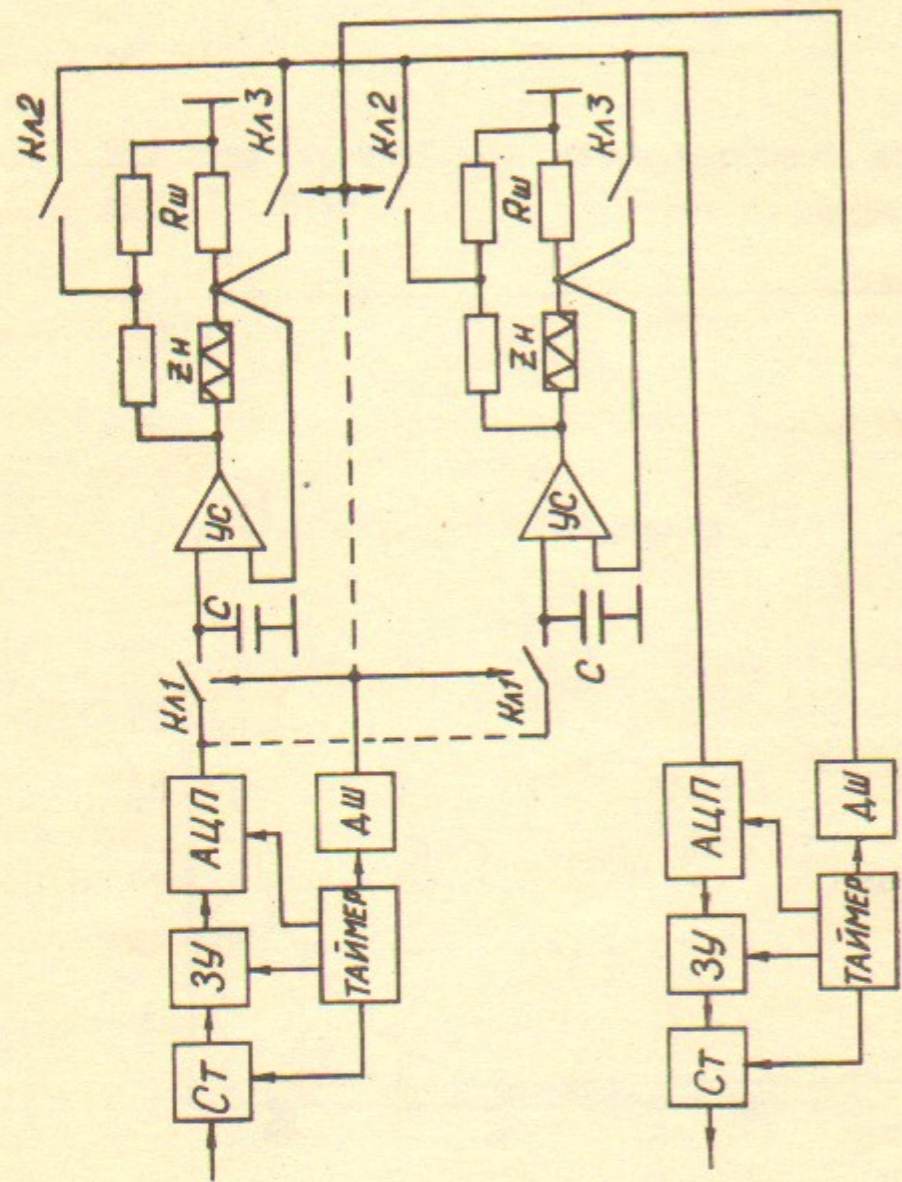 Кл2
Rш
Кл3
Кл2
Rш
Кл3
Zн
Zн
УС
УС
С
С
Кл1
Кл1
АЦП
ДШ
АЦП
ДШ
ЗУ
ТАЙМЕР
ЗУ
ТАЙМЕР
СТ
СТ